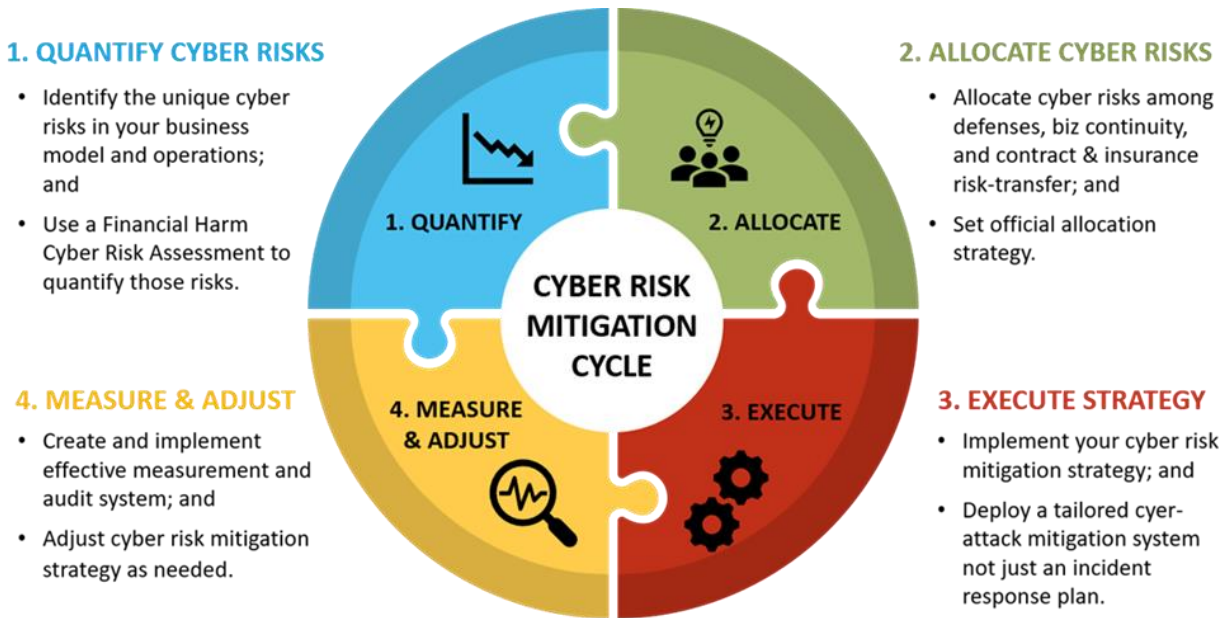 1. QUANTIFY CYBER RISKS
• Identify the unique cyber
risks in your business
model and operations;
and
• Use a Financial Harm
Cyber Risk Assessment to
quantify those risks.
2. ALLOCATE CYBER RISKS
• Allocate cyber risks among
defenses, biz continuity,
and contract & insurance
risk-transfer; and
• Set official allocation
strategy.
1. QUANTIFY
2. ALLOCATE
CYBER RISK
MITIGATION
CYCLE
4. MEASURE
& ADJUST
3. EXECUTE
4. MEASURE & ADJUST
• Create and implement
effective measurement and
audit system; and
• Adjust cyber risk mitigation
strategy as needed.
3. EXECUTE STRATEGY
• Implement your cyber risk
mitigation strategy; and
• Deploy a tailored cyer-
attack mitigation system
not just an incident
response plan.